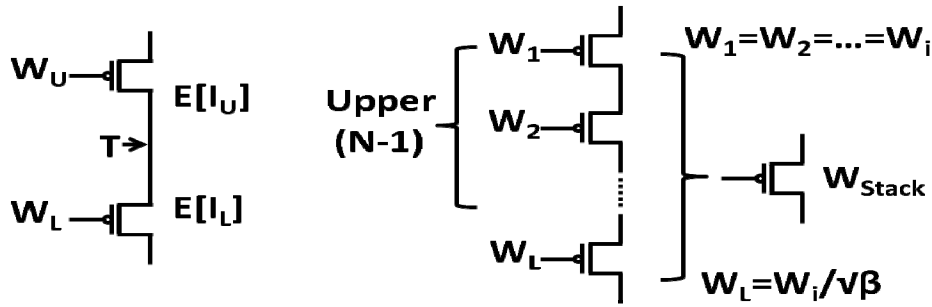 W_U
E[I_U]
T
W_L
E[I_L]
Upper
(N-1)
W_1
W_2
W_L
W_1=W_2=...=W_i
W_Stack
W_L=W_i/√β